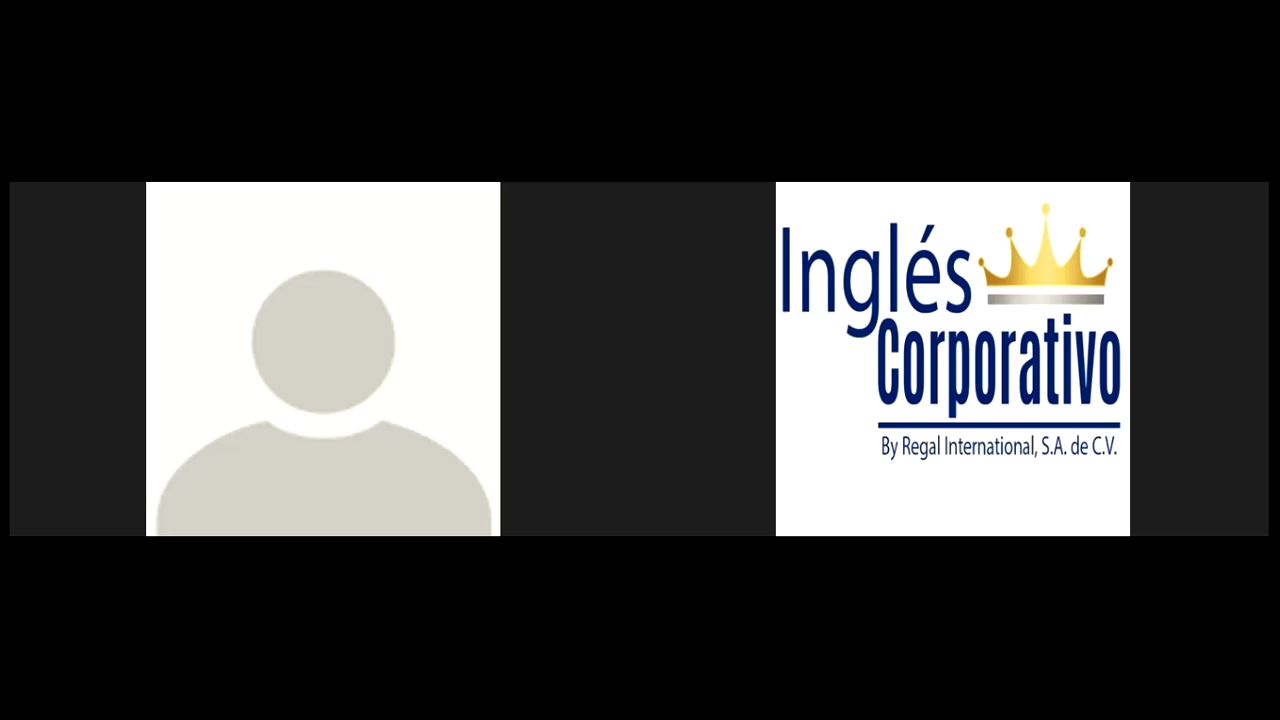 Inglés
Corporativo
By Regal International, S.A. de C.V.